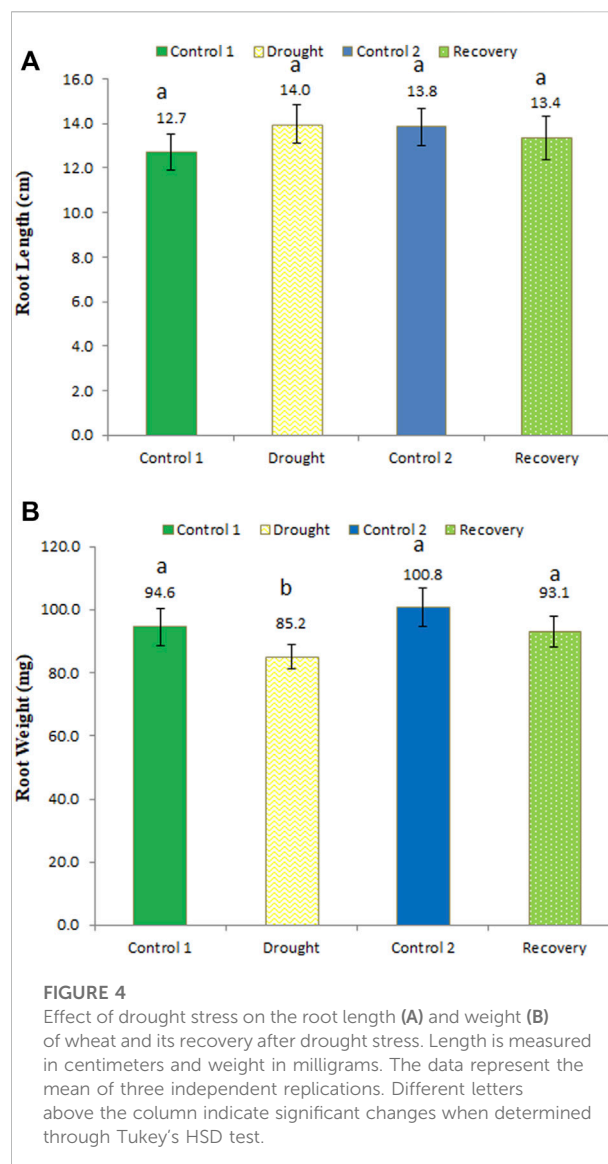 A
Control 1 Drought Control 2 Recovery
16.0
14.0
12.0
10.0
8.0
6.0
4.0
2.0
0.0
Root Length (cm)
a a a a
12.7 14.0 13.8 13.4
Control 1 Drought Control 2 Recovery
B
Control 1 Drought Control 2 Recovery
120.0
100.0
80.0
60.0
40.0
20.0
0.0
Root Weight (mg)
a b a a
94.6 85.2 100.8 93.1
Control 1 Drought Control 2 Recovery
FIGURE 4
Effect of drought stress on the root length (A) and weight (B)
of wheat and its recovery after drought stress. Length is measured
in centimeters and weight in milligrams. The data represent the
mean of three independent replications. Different letters
above the column indicate significant changes when determined
through Tukey’s HSD test.